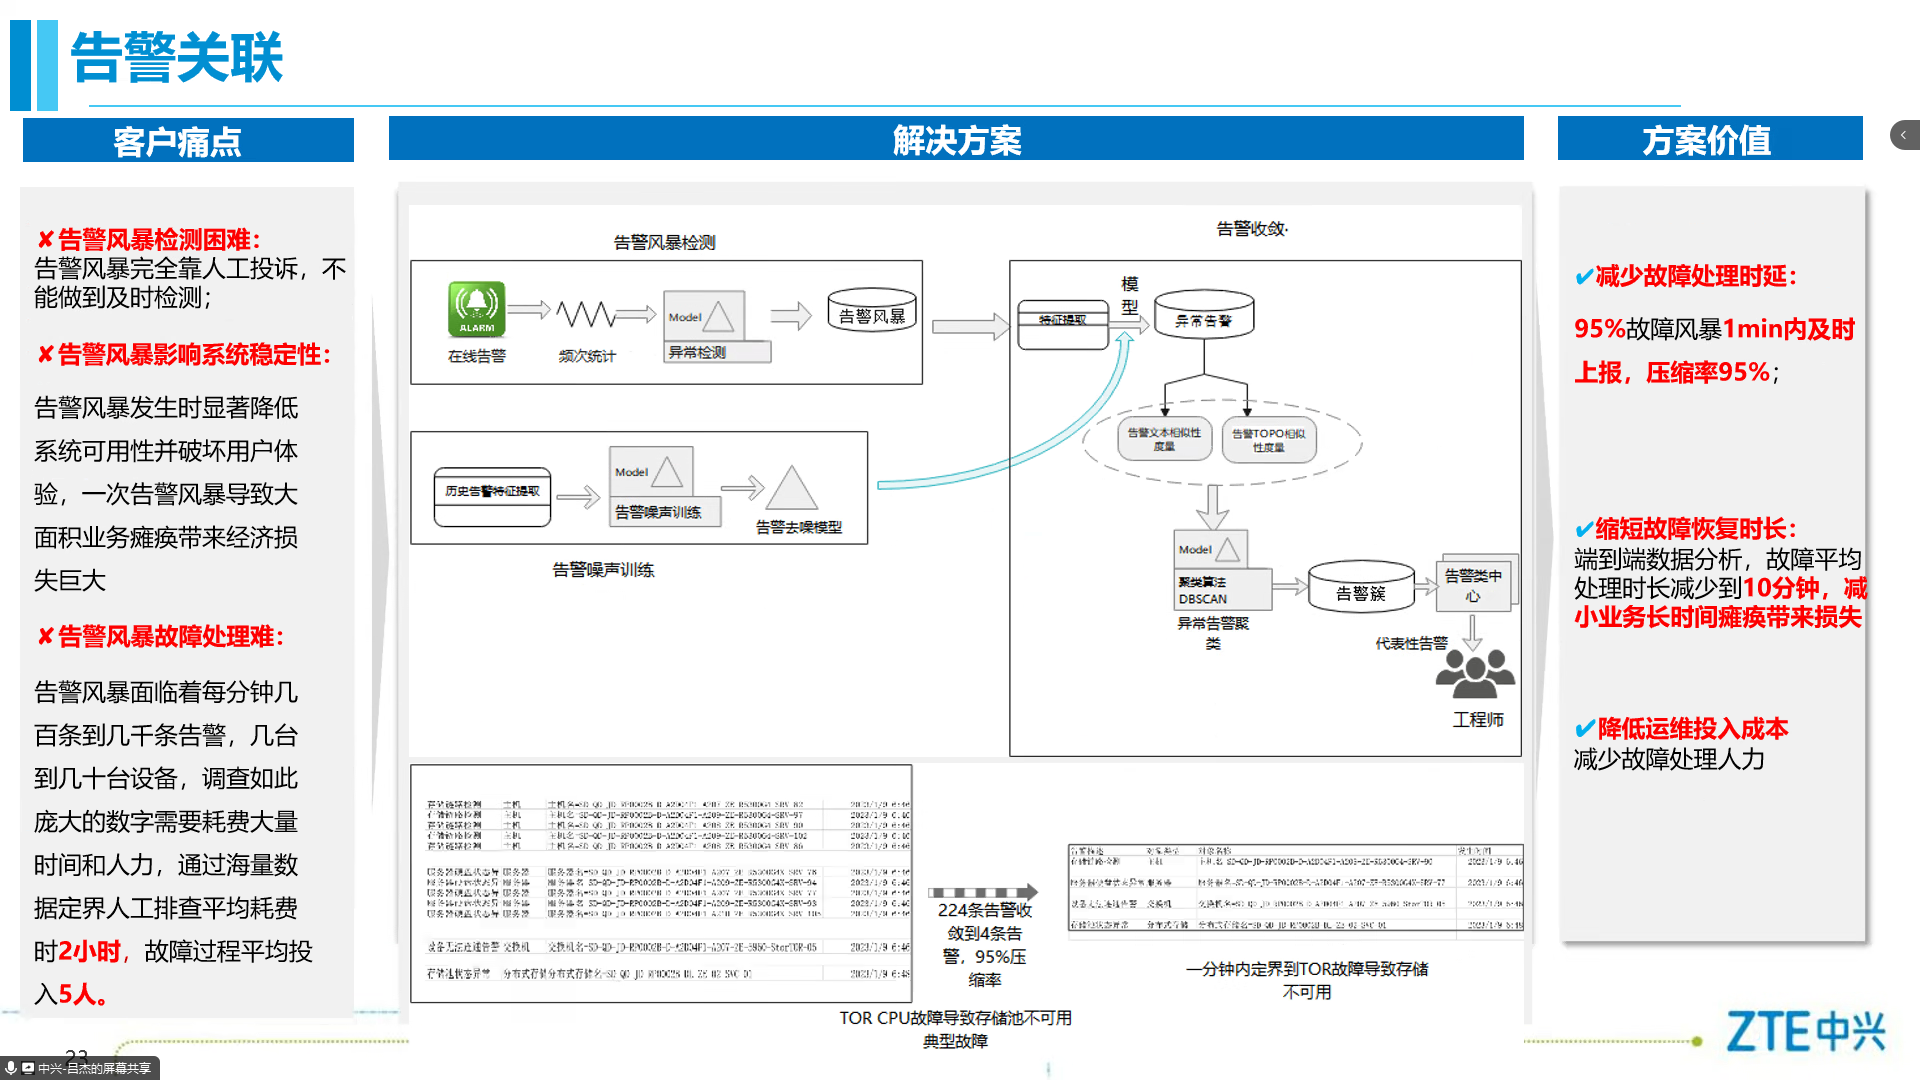 告警关联
客户痛点
解决方案
方案价值
✘告警风暴检测困难：
告警风暴完全靠人工投诉，不
能做到及时检测；
✘告警风暴影响系统稳定性：
告警风暴发生时显著降低
系统可用性并破坏用户体
验，一次告警风暴导致大
面积业务瘫痪带来经济损
失巨大
✘告警风暴故障处理难：
告警风暴面临着每分钟几
百条到几千条告警，几台
到几十台设备，调查如此
庞大的数字需要耗费大量
时间和人力，通过海量数
据定界人工排查平均耗费
时2小时，故障过程平均投
入5人。
告警风暴检测
ALARM
在线告警
频次统计
Model
异常检测
告警风暴
历史告警特征提取
Model
告警噪声训练
告警去噪模型
告警噪声训练
告警收敛·
特征提取
模
型
异常告警
告警文本相似性
度量
告警TOPO相似
性度量
Model
聚类算法
DBSCAN
异常告警聚
类
告警簇
告警类中
心
代表性告警
工程师
224条告警收
敛到4条告
警，95%压
缩率
一分钟内定界到TOR故障导致存储
不可用
TOR CPU故障导致存储池不可用
典型故障
✔减少故障处理时延：
95%故障风暴1min内及时
上报，压缩率95%；
✔缩短故障恢复时长：
端到端数据分析，故障平均
处理时长减少到10分钟，减
小业务长时间瘫痪带来损失
✔降低运维投入成本
减少故障处理人力
ZTE中兴
23
中兴-吕杰的屏幕共享